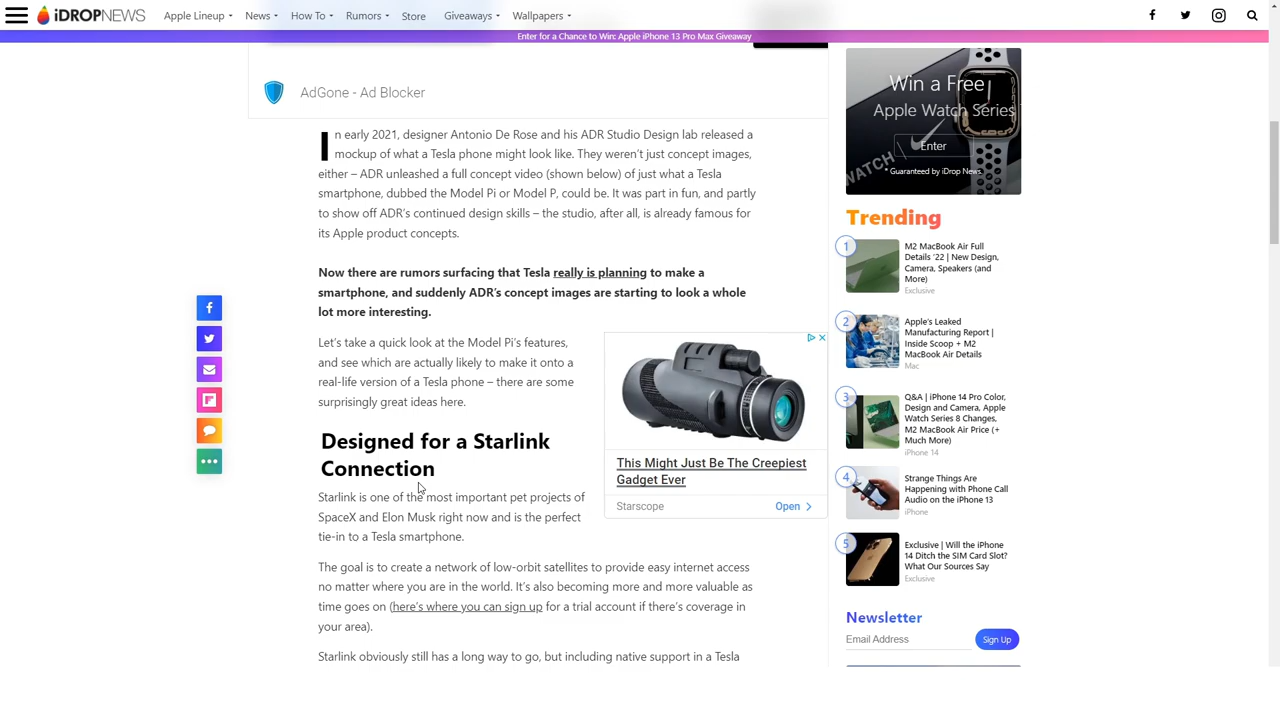 iDROPNEWS
Apple Lineup
News
How To
Rumors
Store
Giveaways
Wallpapers
Enter for a Chance to Win: Apple iPhone 13 Pro Max Giveaway
AdGone - Ad Blocker
In early 2021, designer Antonio De Rose and his ADR Studio Design lab released a
mockup of what a Tesla phone might look like. They weren't just concept images,
either – ADR unleashed a full concept video (shown below) of just what a Tesla
smartphone, dubbed the Model Pi or Model P, could be. It was part in fun, and partly
to show off ADR's continued design skills – the studio, after all, is already famous for
its Apple product concepts.
Now there are rumors surfacing that Tesla really is planning to make a
smartphone, and suddenly ADR's concept images are starting to look a whole
lot more interesting.
Let's take a quick look at the Model Pi's features,
and see which are actually likely to make it onto a
real-life version of a Tesla phone – there are some
surprisingly great ideas here.
This Might Just Be The Creepiest
Gadget Ever
Starscope
Open
Designed for a Starlink
Connection
Starlink is one of the most important pet projects of
SpaceX and Elon Musk right now and is the perfect
tie-in to a Tesla smartphone.
The goal is to create a network of low-orbit satellites to provide easy internet access
no matter where you are in the world. It's also becoming more and more valuable as
time goes on (here's where you can sign up for a trial account if there's coverage in
your area).
Starlink obviously still has a long way to go, but including native support in a Tesla
Win a Free
Apple Watch Series
Enter
WATCH
* Guaranteed by iDrop News.
Trending
1
M2 MacBook Air Full
Details '22 | New Design,
Camera, Speakers (and
More)
Exclusive
2
Apple's Leaked
Manufacturing Report |
Inside Scoop + M2
MacBook Air Details
Mac
3
Q&A | iPhone 14 Pro Color,
Design and Camera, Apple
Watch Series 8 Changes,
M2 MacBook Air Price (+
Much More)
iPhone 14
4
Strange Things Are
Happening with Phone Call
Audio on the iPhone 13
iPhone
5
Exclusive | Will the iPhone
14 Ditch the SIM Card Slot?
What Our Sources Say
Exclusive
Newsletter
Email Address
Sign Up